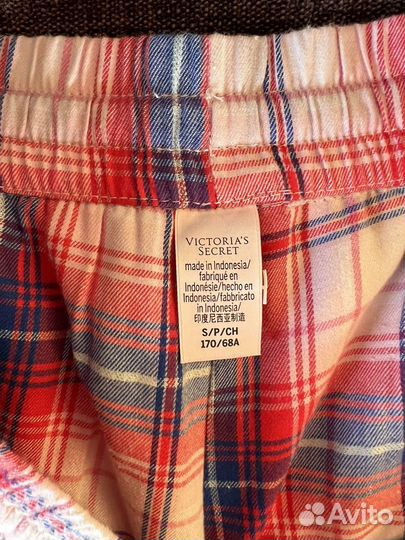 VICTORIA'S
SECRET
made in Indonesia/
fabriqué en
Indonésie/hecho en
Indonesia/fabbricato
in Indonesia/
印度尼西亚制造
S/P/CH
170/68A
Avito